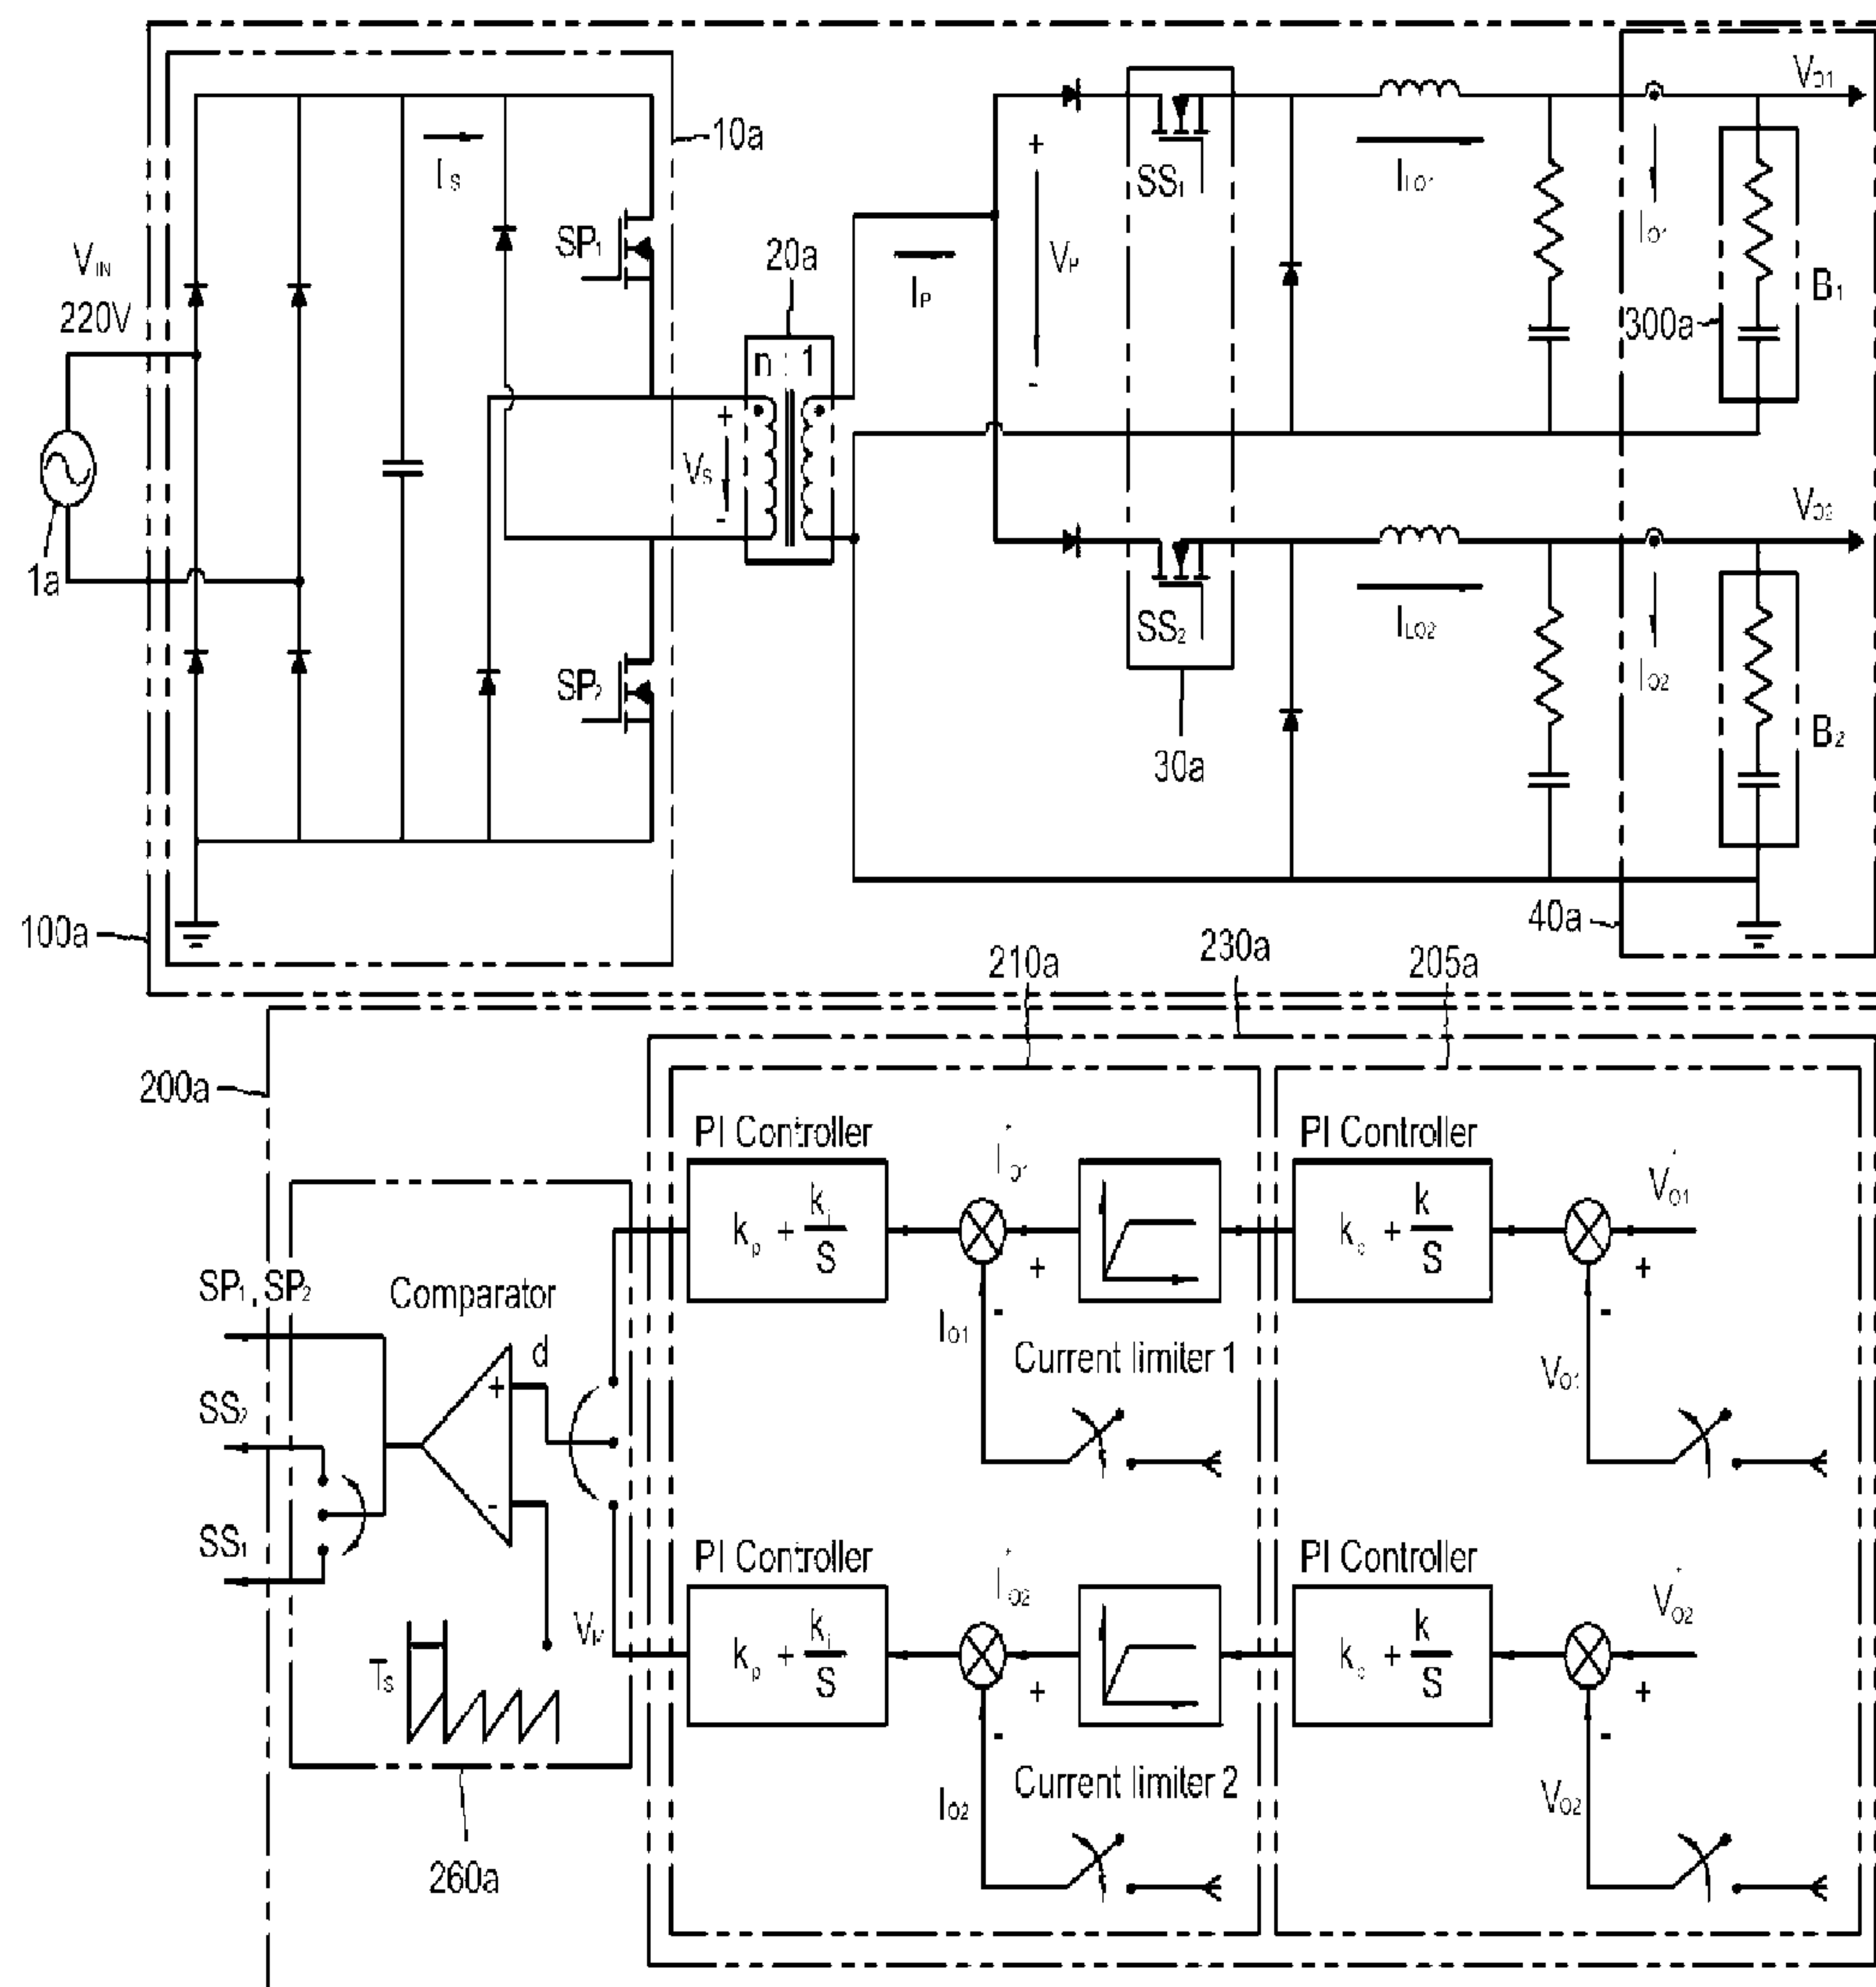 V_O1
10a
I_S
SS₁
I_LO1
SP₁
20a
V_P
I_O1
V_IN
220V
I_P
B₁
300a
n : 1
+
-
+
V_S
-
V_O2
1a
SS₂
I_LO2
SP₂
I_O2
B₂
30a
100a
40a
210a
230a
205a
200a
PI Controller
I*_O1
PI Controller
V*_O1
k_p + k_i/S
+
k_p + k/S
+
SP₁, SP₂
Comparator
I_O1
-
-
d
Current limiter 1
V_O1
+
SS₂
-
SS₁
PI Controller
I*_O2
PI Controller
V*_O2
V_M
k_p + k_i/S
+
k_p + k/S
+
T_S
-
-
I_O2
Current limiter 2
V_O2
260a